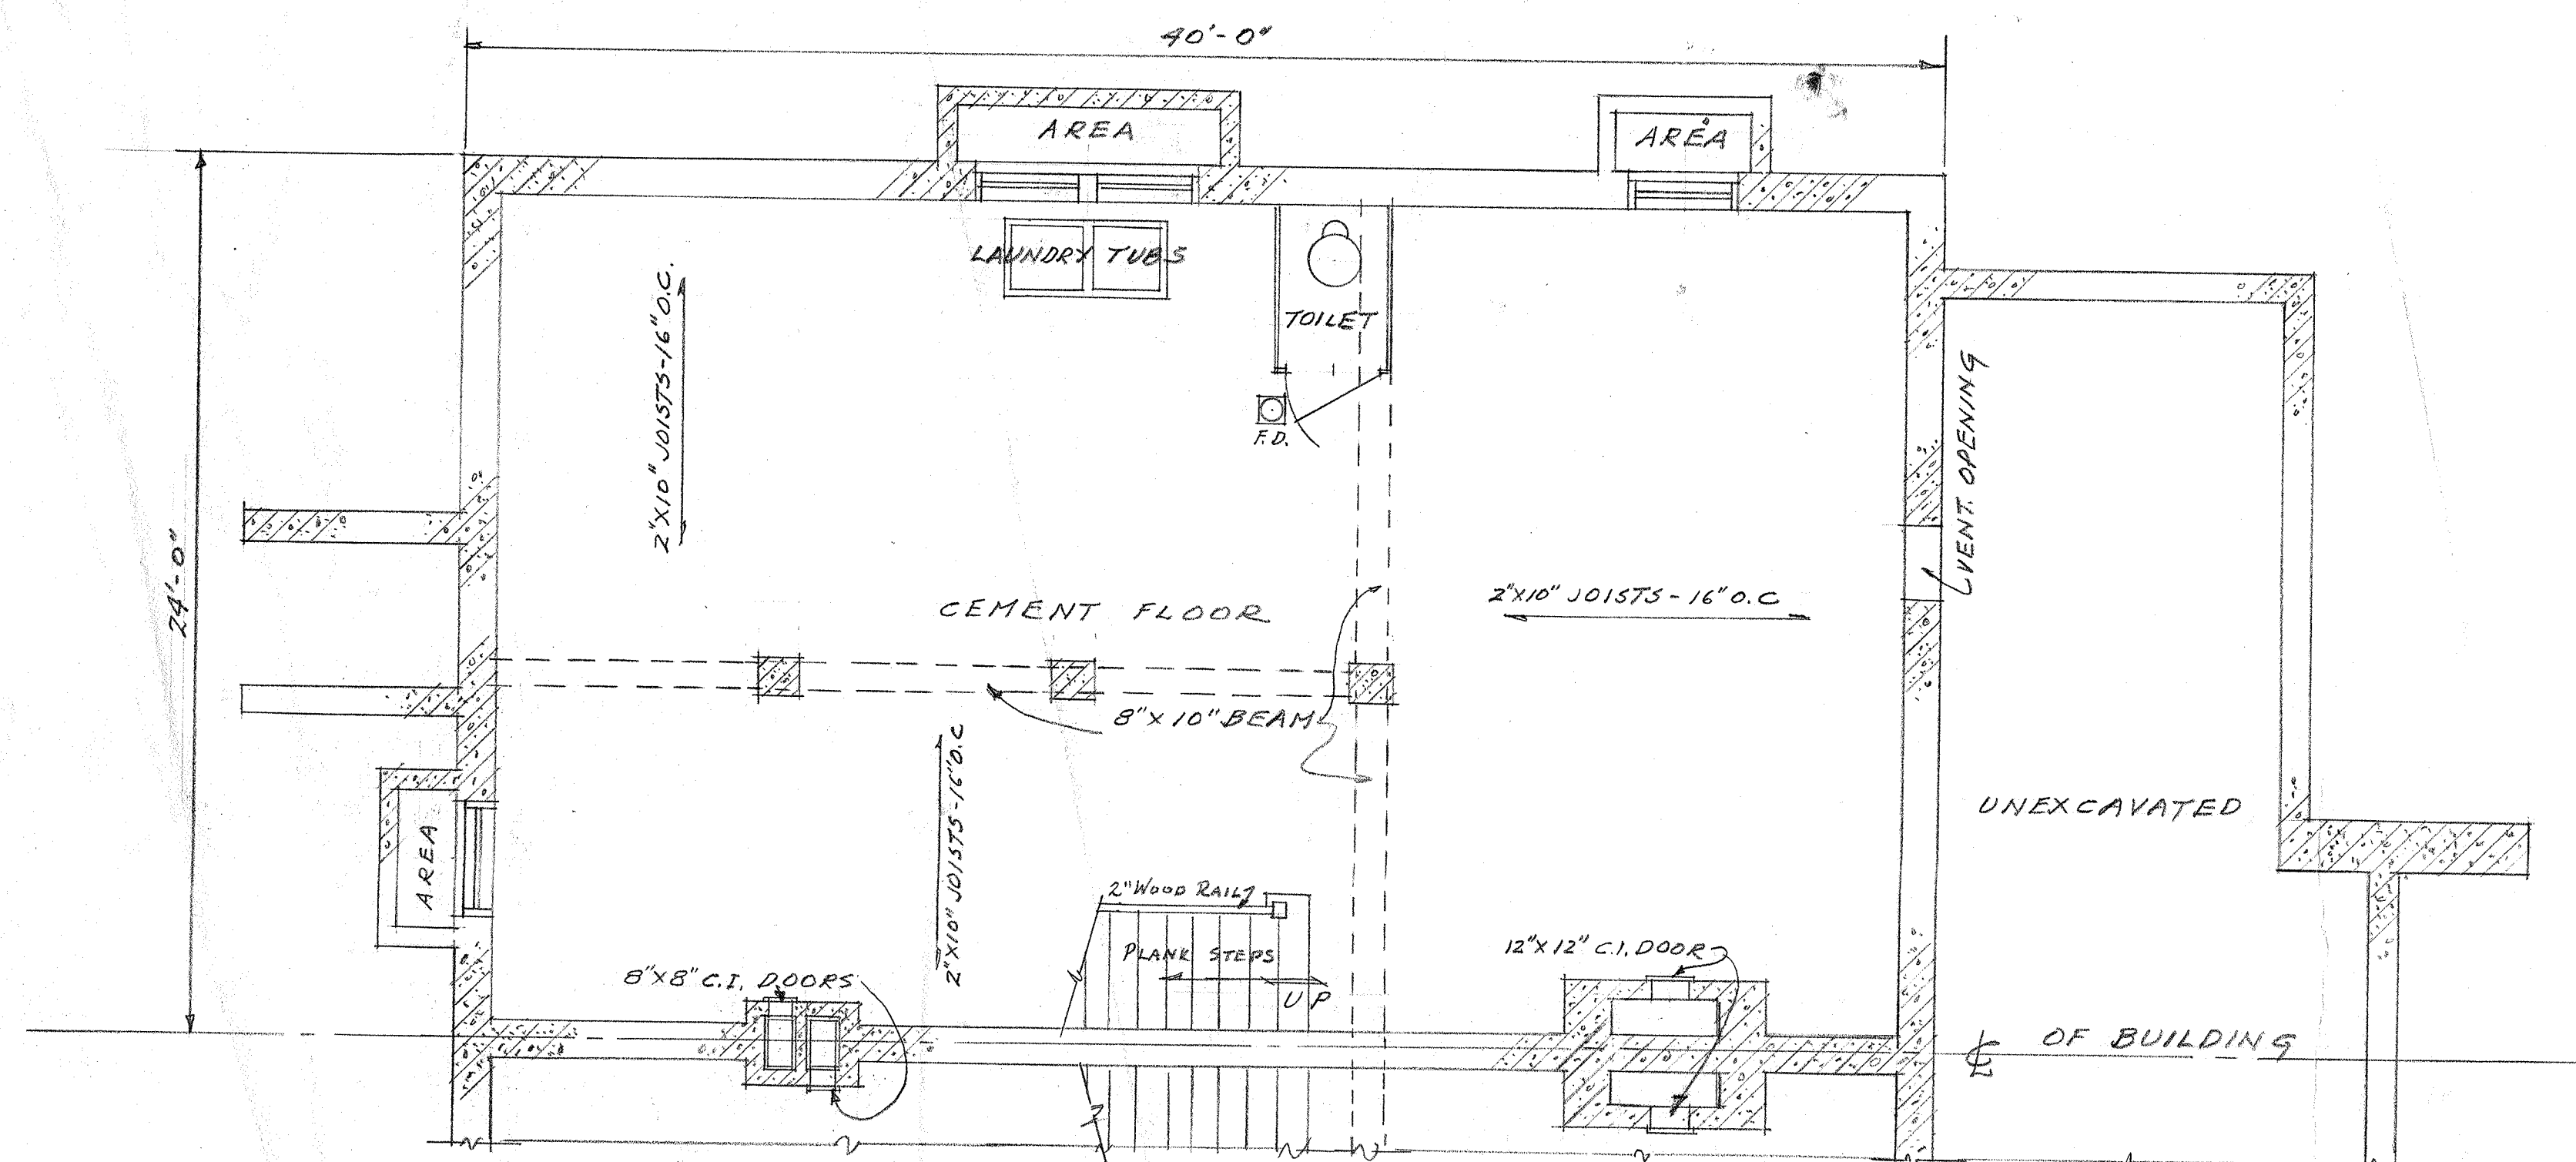 40'-0"
AREA
AREA
LAUNDRY TUBS
TOILET
F.D.
2"X10" JOISTS-16" O.C.
VENT. OPENING
24'-0"
CEMENT FLOOR
2"X10" JOISTS - 16" O.C
8"X10" BEAM
2"X10" JOISTS-16" O.C
AREA
UNEXCAVATED
2" WOOD RAIL
PLANK STEPS
UP
8"X8" C.I. DOORS
12"X12" C.I. DOOR
℄ OF BUILDING